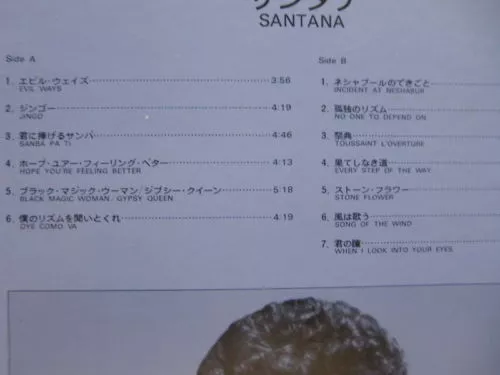 サンタナ
SANTANA
Side A
1. エビル・ウェイズ 3:56
EVIL WAYS
2. ジンゴー 4:19
JINGO
3. 君に捧げるサンバ 4:46
SANBA PA TI
4. ホープ・ユアー・フィーリング・ベター 4:13
HOPE YOU'RE FEELING BETTER
5. ブラック・マジック・ウーマン/ジプシー・クイーン 5:18
BLACK MAGIC WOMAN. GYPSY QUEEN
6. 僕のリズムを聞いとくれ 4:19
OYE COMO VA
Side B
1. ネシャブールのできごと
INCIDENT AT NESHABUR
2. 孤独のリズム
NO ONE TO DEPEND ON
3. 祭典
TOUSSAINT L'OVERTURE
4. 果てしなき道
EVERY STEP OF THE WAY
5. ストーン・フラワー
STONE FLOWER
6. 風は歌う
SONG OF THE WIND
7. 君の瞳
WHEN I LOOK INTO YOUR EYES